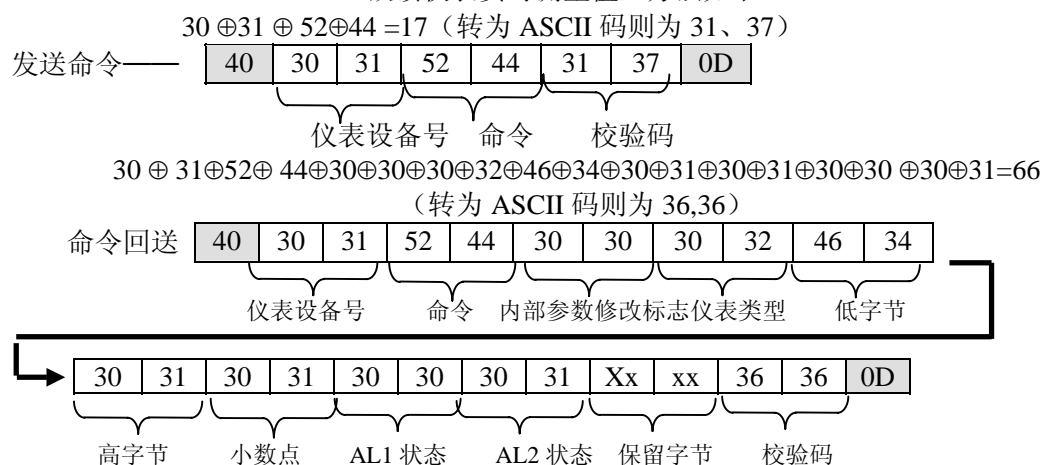 30 ⊕31 ⊕ 52⊕44 =17（转为 ASCII 码则为 31、37）
发送命令—— 40 30 31 52 44 31 37 0D
仪表设备号 命令 校验码
30 ⊕ 31⊕52⊕ 44⊕30⊕30⊕30⊕32⊕46⊕34⊕30⊕31⊕30⊕31⊕30⊕30 ⊕30⊕31=66
（转为 ASCII 码则为 36,36）
命令回送 40 30 31 52 44 30 30 30 32 46 34
仪表设备号 命令 内部参数修改标志 仪表类型 低字节
30 31 30 31 30 30 30 31 Xx xx 36 36 0D
高字节 小数点 AL1 状态 AL2 状态 保留字节 校验码